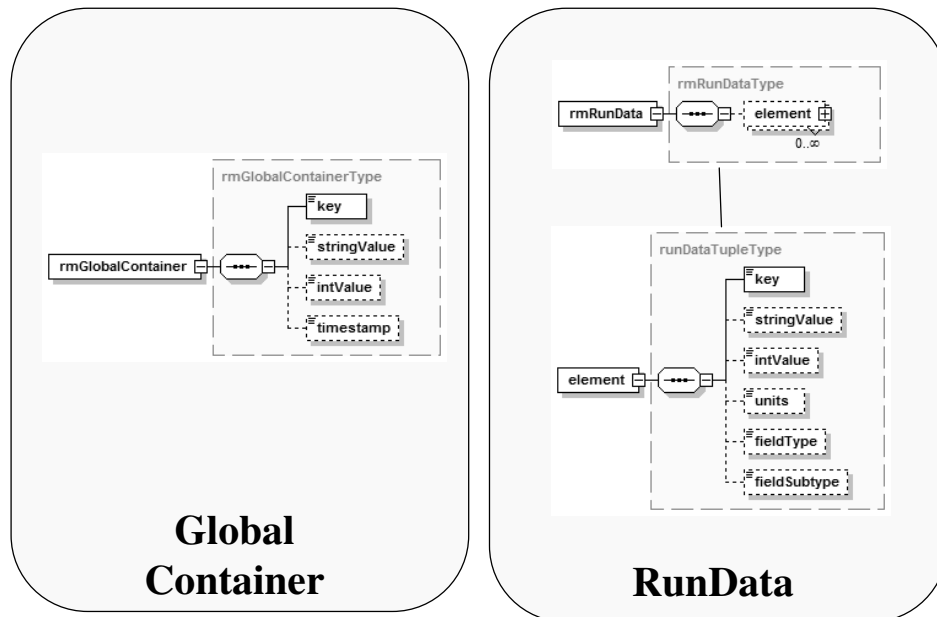 rmGlobalContainerType
rmGlobalContainer
key
stringValue
intValue
timestamp
Global
Container
rmRunDataType
rmRunData
element
0..∞
runDataTupleType
element
key
stringValue
intValue
units
fieldType
fieldSubtype
RunData